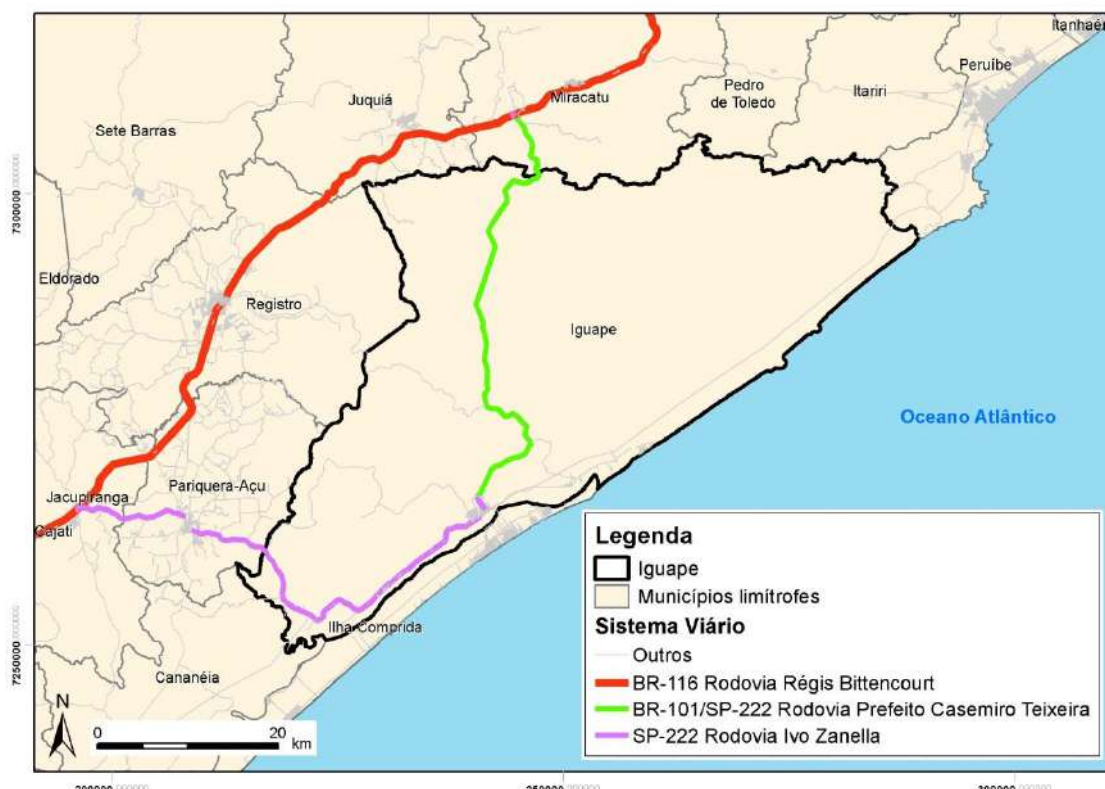 Itanhaém
Peruíbe
Miracatu
Pedro
de Toledo
Itariri
Juquiá
Sete Barras
7300000
Eldorado
Registro
Iguape
Oceano Atlântico
Jacupiranga
Pariquera-Açu
Cajati
Ilha Comprida
7250000
Cananéia
N
0
20
km
Legenda
Iguape
Municípios limítrofes
Sistema Viário
Outros
BR-116 Rodovia Régis Bittencourt
BR-101/SP-222 Rodovia Prefeito Casemiro Teixeira
SP-222 Rodovia Ivo Zanella